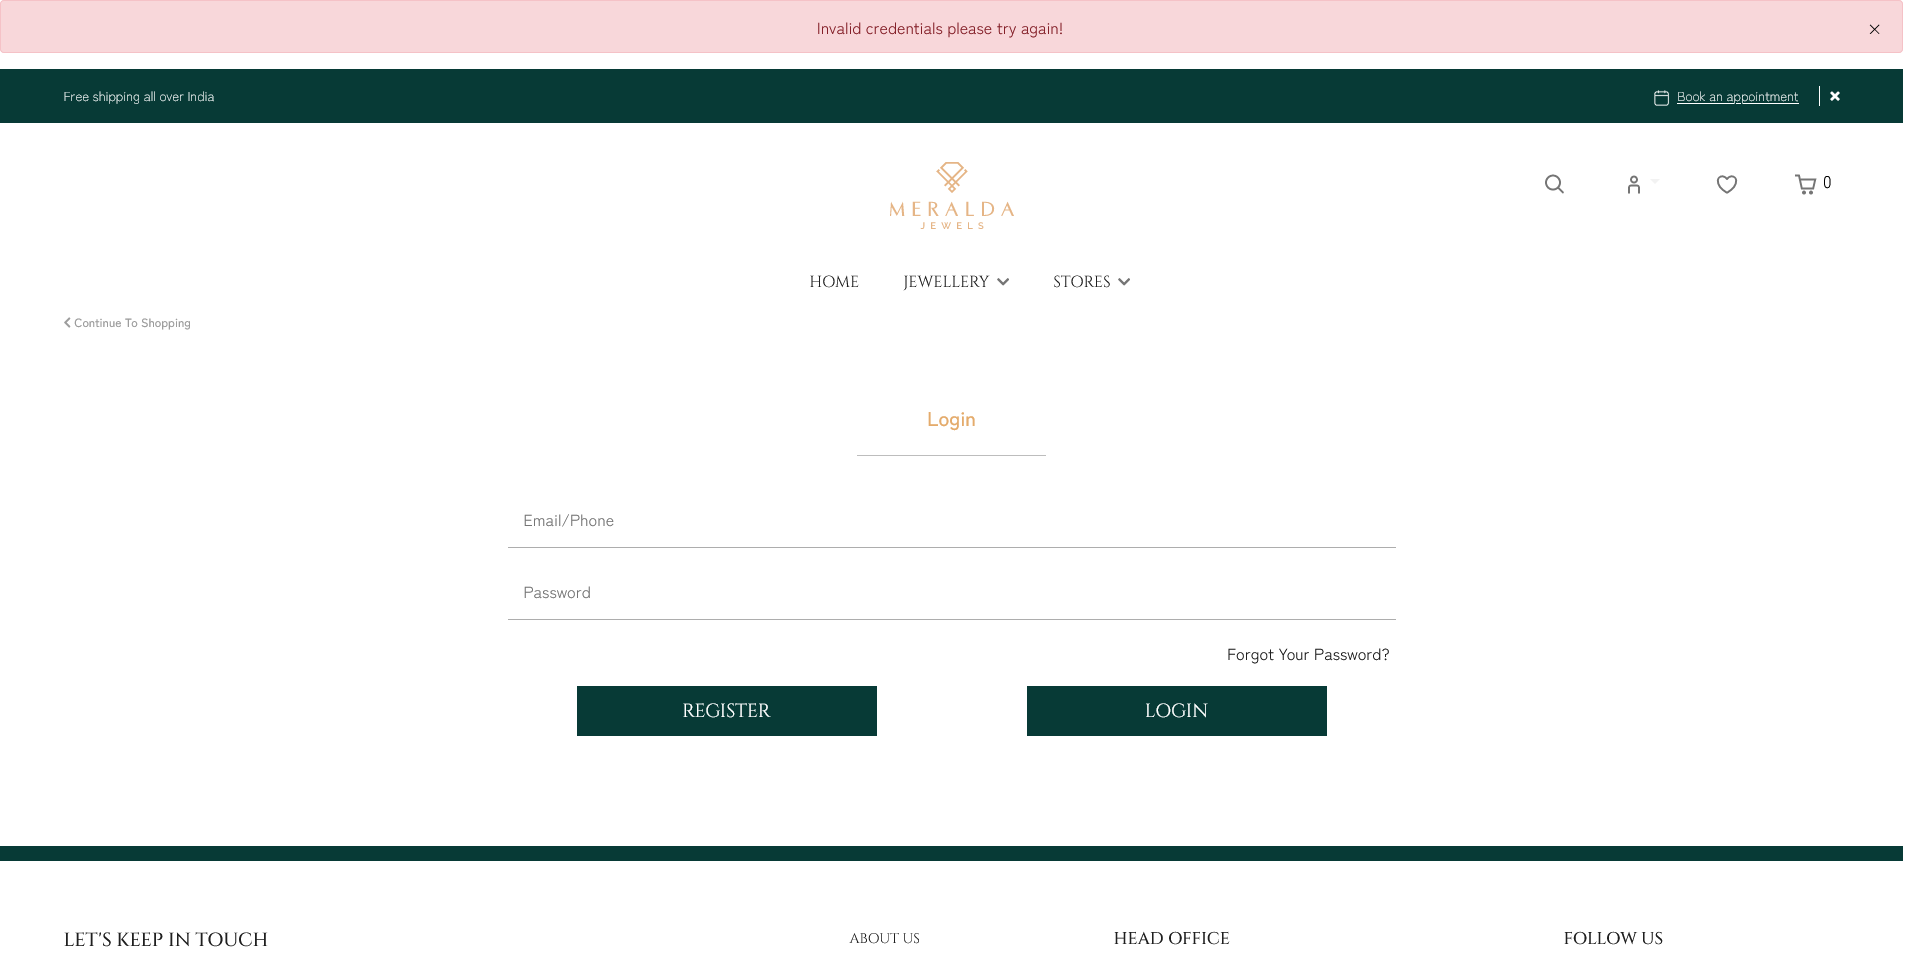 Invalid credentials please try again!
Free shipping all over India
Book an appointment
MERALDA
JEWELS
0
HOME
JEWELLERY
STORES
Continue To Shopping
Login
Email/Phone
Password
Forgot Your Password?
REGISTER
LOGIN
LET'S KEEP IN TOUCH
ABOUT US
HEAD OFFICE
FOLLOW US